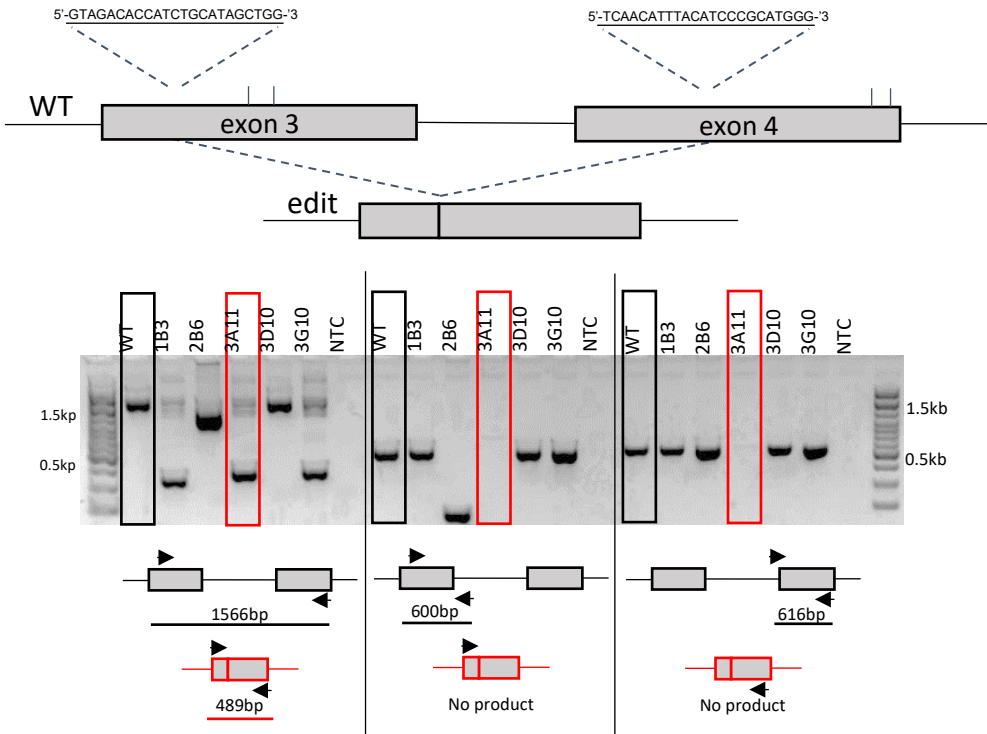 5'-GTAGACACCATCTGCATAGCTGG-'3
5'-TCAACATTTACATCCCGCATGGG-'3
WT
exon 3
exon 4
edit
WT 1B3 2B6 3A11 3D10 3G10 NTC
WT 1B3 2B6 3A11 3D10 3G10 NTC
WT 1B3 2B6 3A11 3D10 3G10 NTC
1.5kp
0.5kp
1.5kb
0.5kb
1566bp
600bp
616bp
489bp
No product
No product